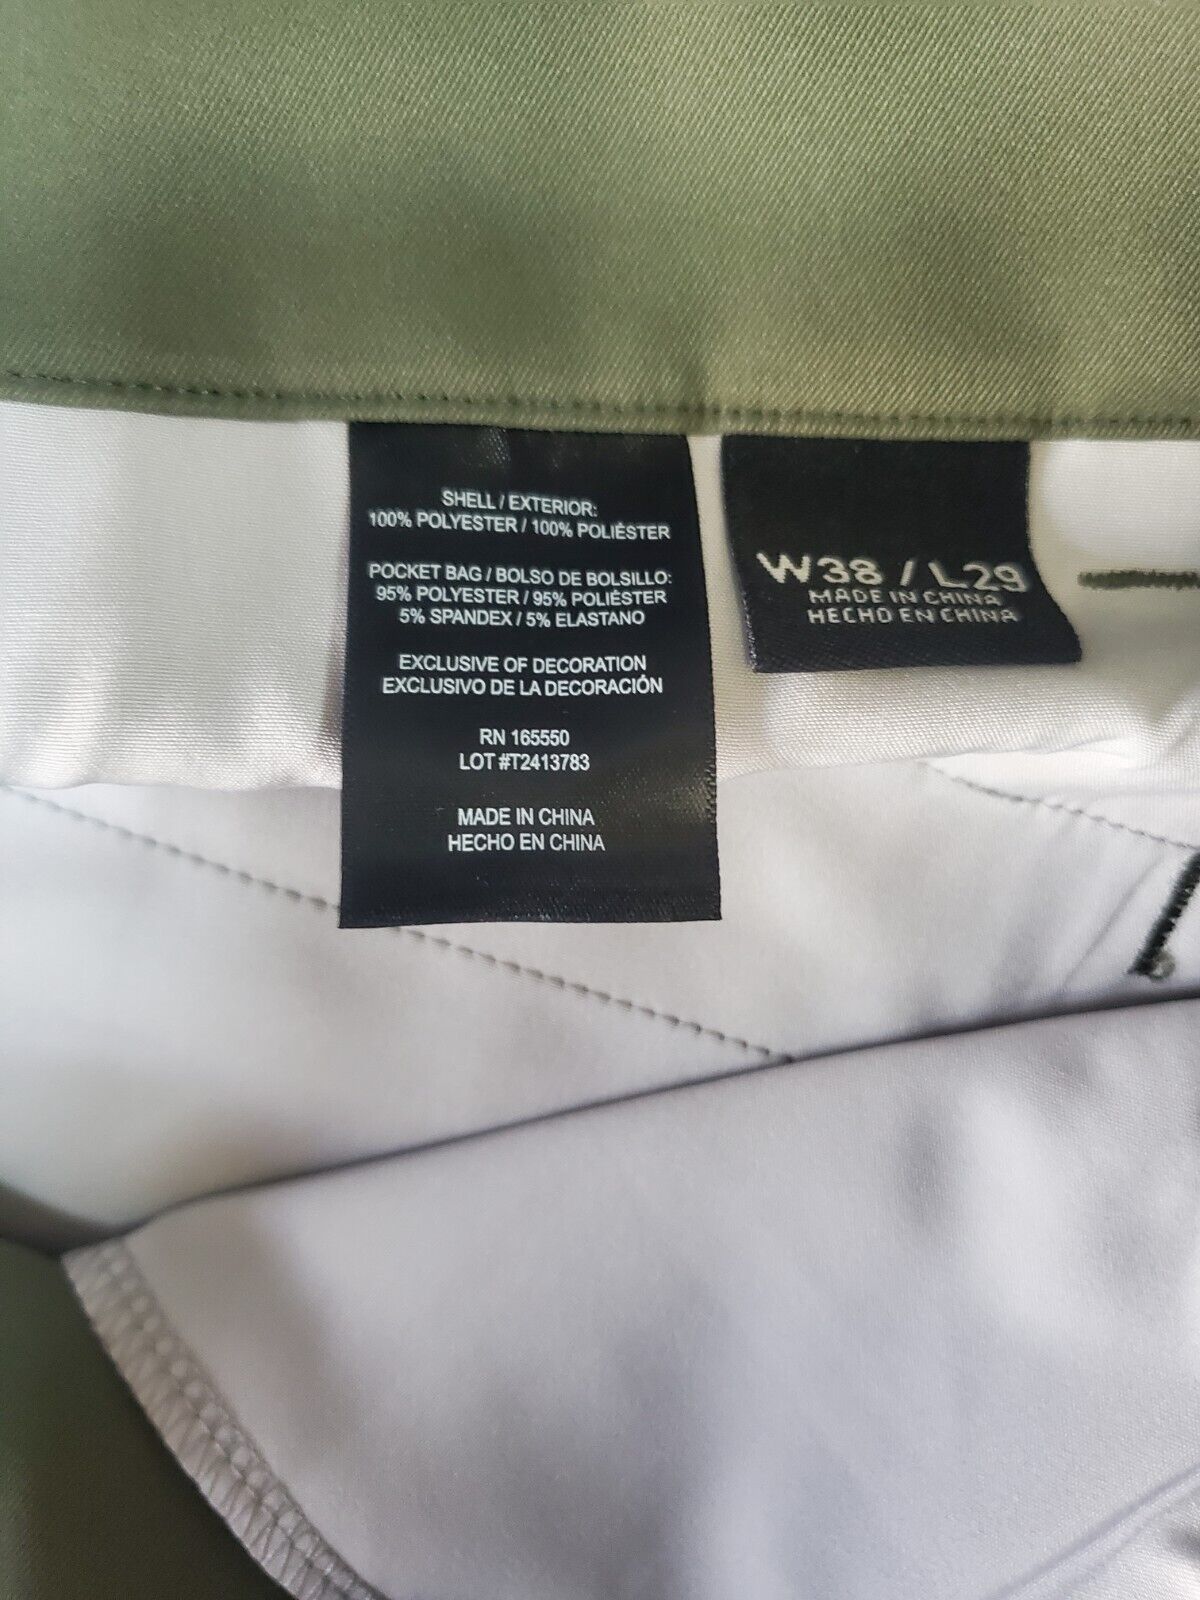 SHELL / EXTERIOR:
100% POLYESTER / 100% POLIÉSTER
POCKET BAG / BOLSO DE BOLSILLO:
95% POLYESTER / 95% POLIÉSTER
5% SPANDEX / 5% ELASTANO
EXCLUSIVE OF DECORATION
EXCLUSIVO DE LA DECORACIÓN
RN 165550
LOT #T2413783
MADE IN CHINA
HECHO EN CHINA
W38 / L29
MADE IN CHINA
HECHO EN CHINA